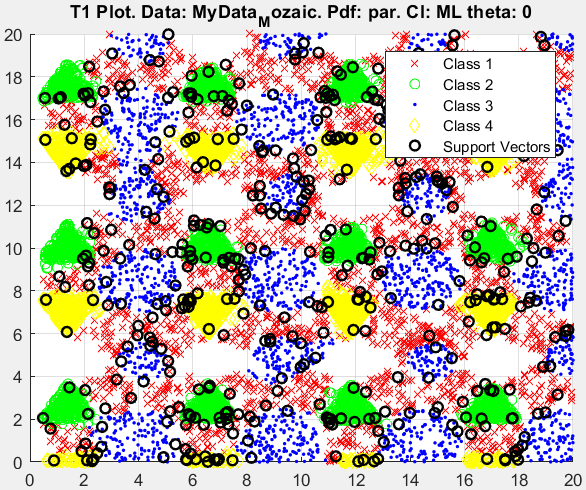 T1 Plot. Data: MyData_Mozaic. Pdf: par. Cl: ML theta: 0
20
18
16
14
12
10
8
6
4
2
0
Class 1
Class 2
Class 3
Class 4
Support Vectors
0 2 4 6 8 10 12 14 16 18 20